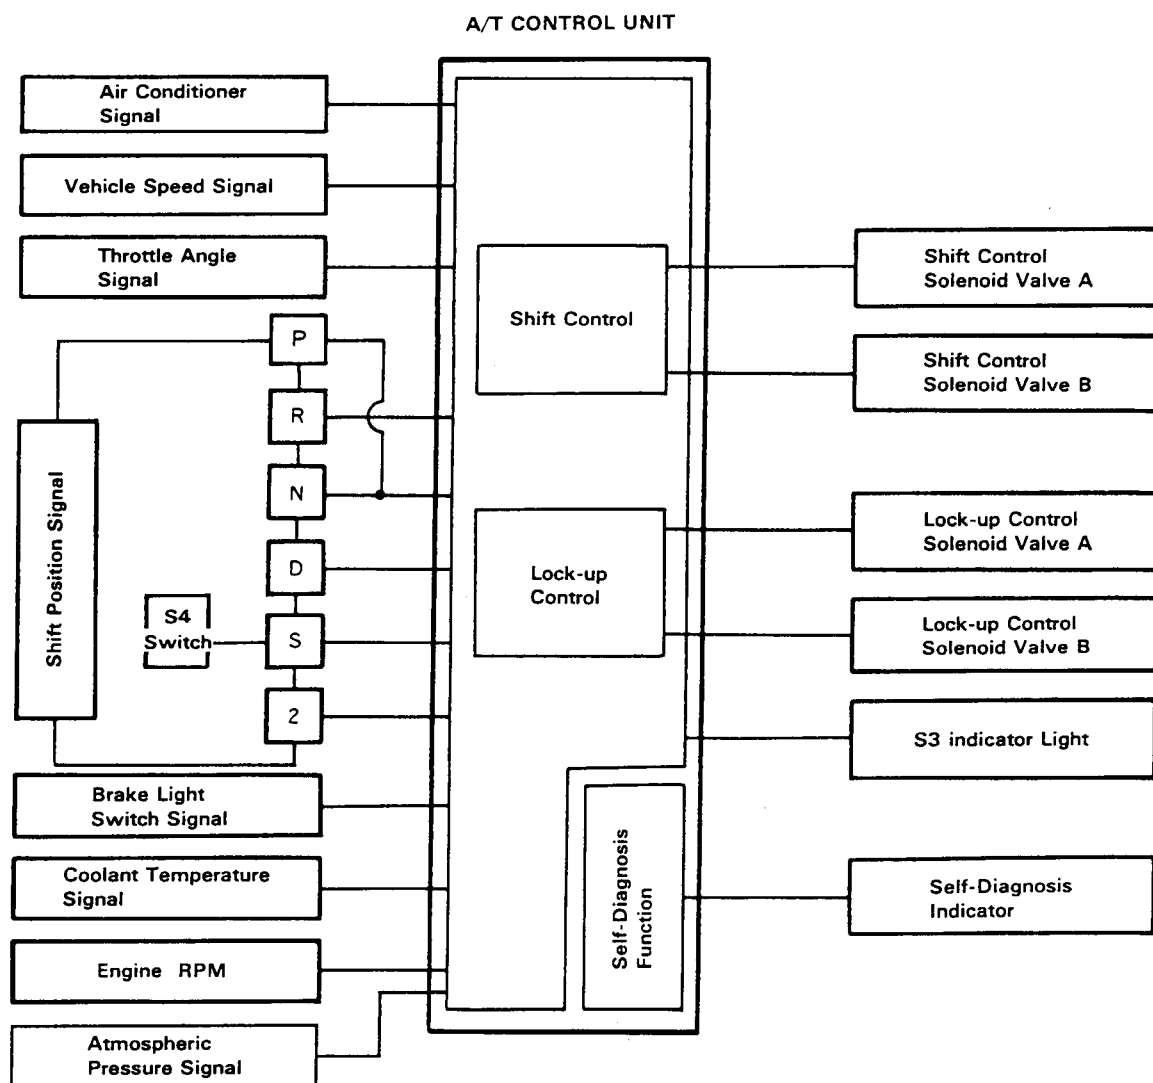 A/T CONTROL UNIT
Air Conditioner
Signal
Vehicle Speed Signal
Throttle Angle
Signal
P
R
N
D
S
2
Shift Position Signal
S4
Switch
Brake Light
Switch Signal
Coolant Temperature
Signal
Engine RPM
Atmospheric
Pressure Signal
Shift Control
Lock-up
Control
Self-Diagnosis
Function
Shift Control
Solenoid Valve A
Shift Control
Solenoid Valve B
Lock-up Control
Solenoid Valve A
Lock-up Control
Solenoid Valve B
S3 indicator Light
Self-Diagnosis
Indicator